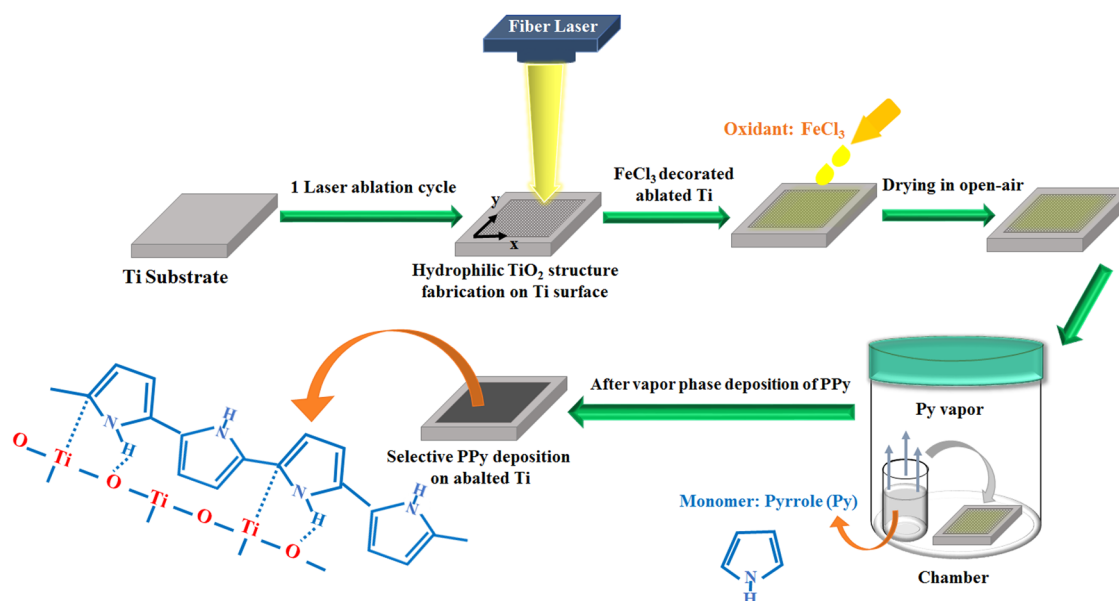 Fiber Laser
Oxidant: FeCl₃
1 Laser ablation cycle
FeCl₃ decorated
ablated Ti
Drying in open-air
y
x
Ti Substrate
Hydrophilic TiO₂ structure
fabrication on Ti surface
After vapor phase deposition of PPy
Py vapor
Selective PPy deposition
on abalted Ti
Monomer: Pyrrole (Py)
Chamber
N
H
H
N
N
H
H
N
O
Ti
O
Ti
O
Ti
O
N
H